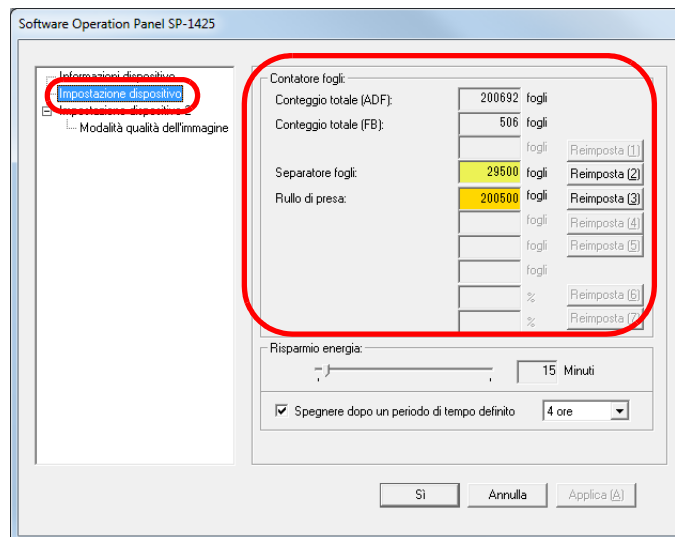 Software Operation Panel SP-1425
Informazioni dispositivo
Impostazione dispositivo
Impostazione dispositivo 2
Modalità qualità dell'immagine
Contatore fogli:
Conteggio totale (ADF): 200692 fogli
Conteggio totale (FB): 506 fogli
fogli Reimposta (1)
Separatore fogli: 29500 fogli Reimposta (2)
Rullo di presa: 200500 fogli Reimposta (3)
fogli Reimposta (4)
fogli Reimposta (5)
fogli
% Reimposta (6)
% Reimposta (7)
Risparmio energia:
15 Minuti
Spegnere dopo un periodo di tempo definito 4 ore
Sì Annulla Applica (A)